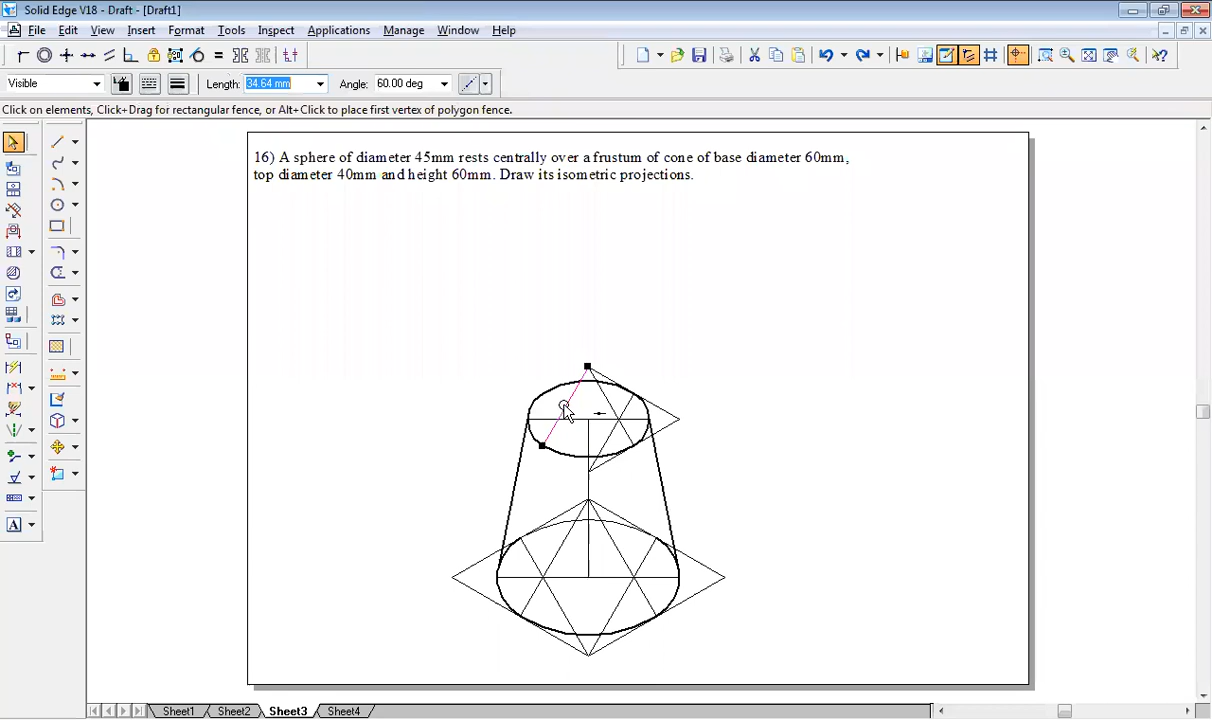 Solid Edge V18 - Draft - [Draft1]
File Edit View Insert Format Tools Inspect Applications Manage Window Help
Visible Length: 34.64 mm Angle: 60.00 deg
Click on elements, Click+Drag for rectangular fence, or Alt+Click to place first vertex of polygon fence.
16) A sphere of diameter 45mm rests centrally over a frustum of cone of base diameter 60mm,
top diameter 40mm and height 60mm. Draw its isometric projections.
A
Sheet1 Sheet2 Sheet3 Sheet4